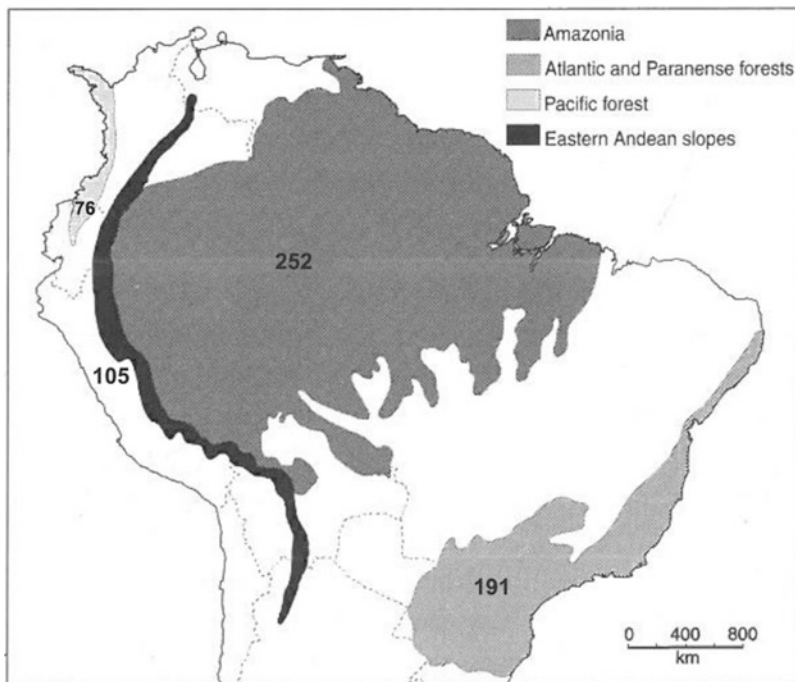 Amazonia
Atlantic and Paranense forests
Pacific forest
Eastern Andean slopes
76
252
105
191
0 400 800
km